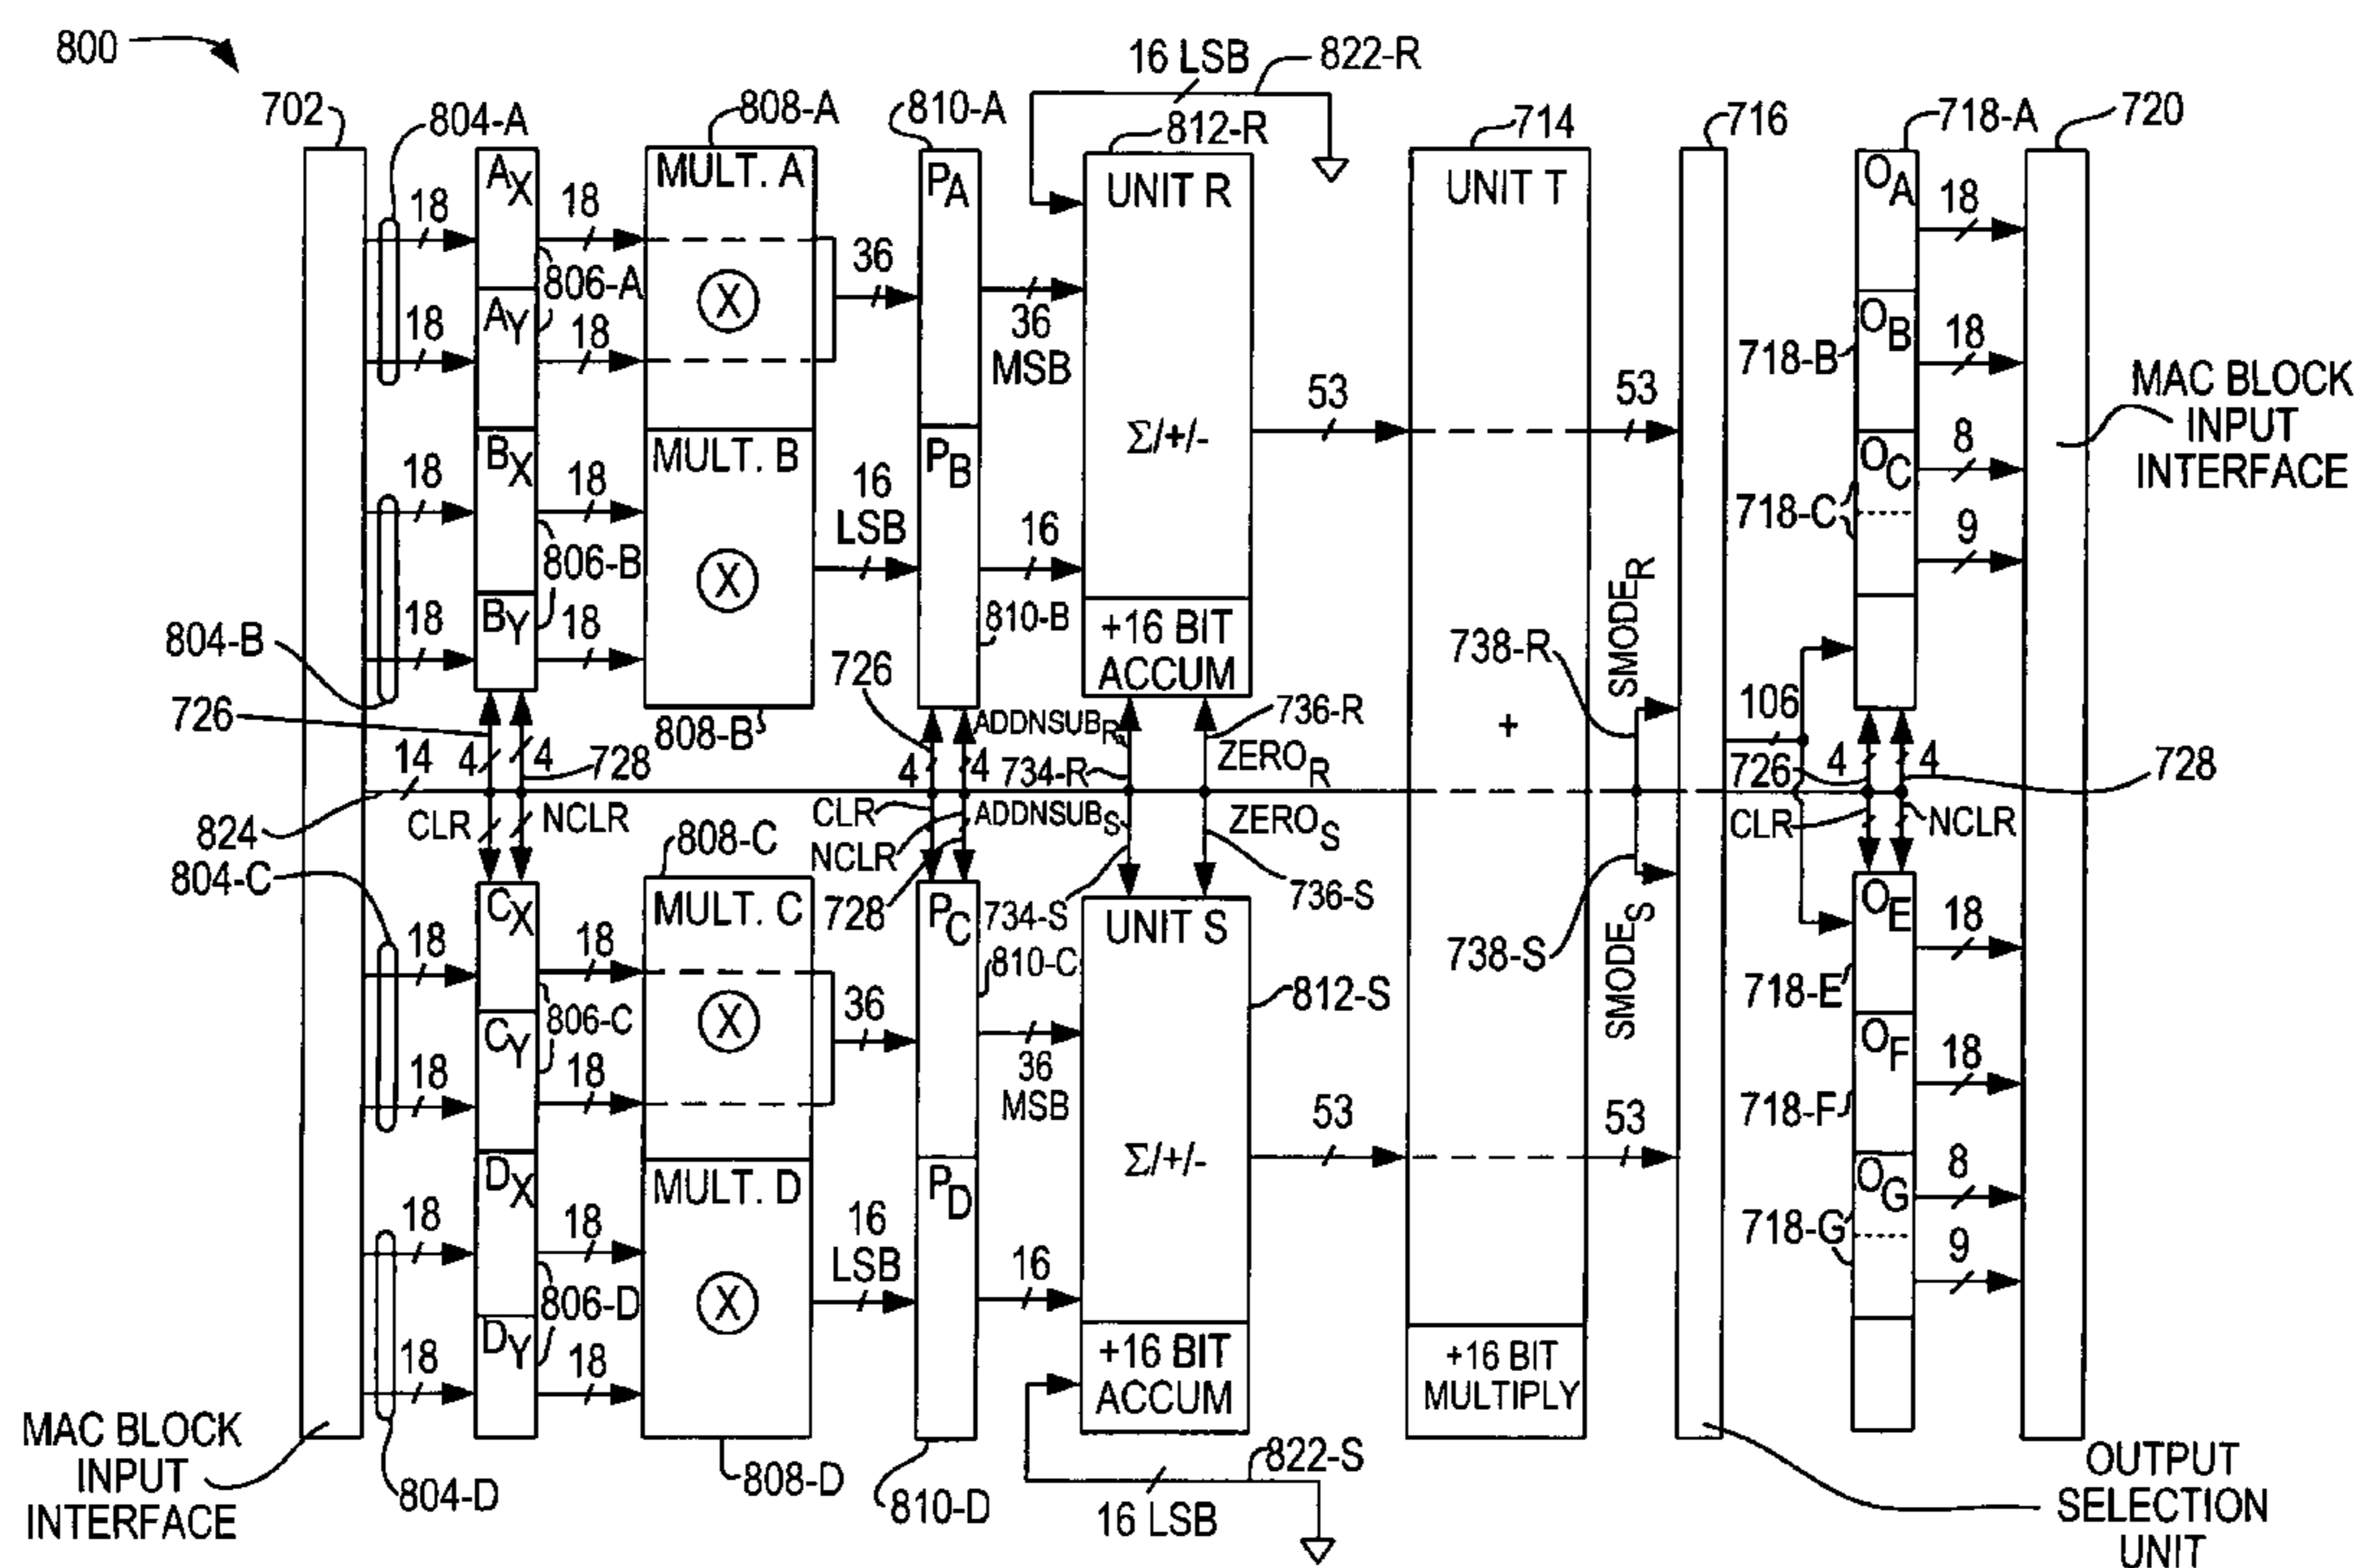 800
702
804-A
808-A
810-A
16 LSB
822-R
812-R
714
716
718-A
720
18
AX
18
806-A
18
AY
18
MULT. A
X
36
PA
36
MSB
UNIT R
Σ/+/-
53
UNIT T
53
OA
18
OB
18
718-B
MAC BLOCK
INPUT
INTERFACE
18
BX
18
806-B
18
BY
18
804-B
MULT. B
X
16
LSB
PB
16
810-B
+16 BIT
ACCUM
SMODER
738-R
OC
8
718-C
9
726
4
4
728
808-B
726
4
4
ADDNSUBR
734-R
736-R
ZEROR
+
106
726
4
4
728
14
824
CLR
NCLR
CLR
NCLR
728
ADDNSUBS
734-S
ZEROS
736-S
738-S
SMODES
CLR
NCLR
804-C
808-C
18
CX
18
806-C
18
CY
18
MULT. C
X
36
PC
810-C
36
MSB
UNIT S
812-S
Σ/+/-
53
53
OE
18
718-E
OF
18
718-F
18
DX
18
806-D
18
DY
18
MULT. D
X
16
LSB
PD
16
+16 BIT
ACCUM
+16 BIT
MULTIPLY
OG
8
718-G
9
MAC BLOCK
INPUT
INTERFACE
804-D
808-D
810-D
16 LSB
822-S
OUTPUT
SELECTION
UNIT